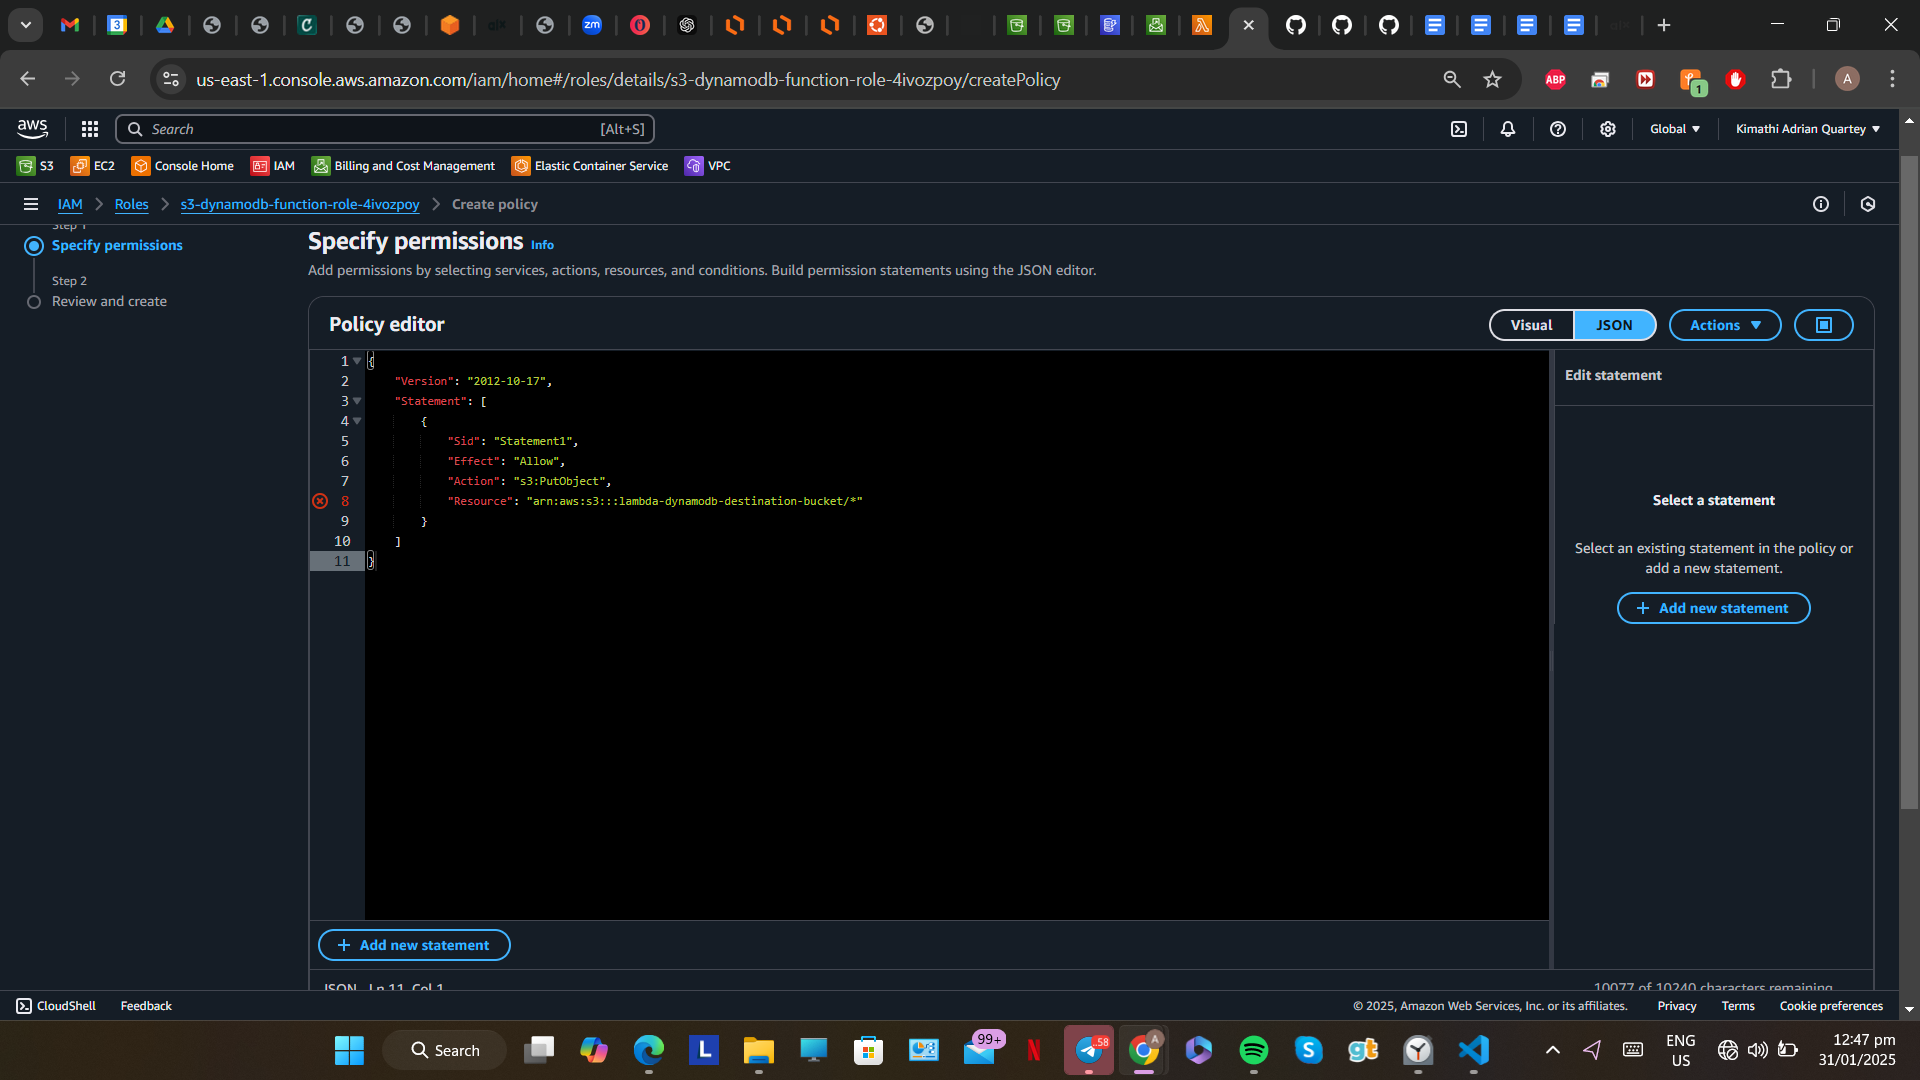 us-east-1.console.aws.amazon.com/iam/home#/roles/details/s3-dynamodb-function-role-4ivozpoy/createPolicy
ABP
1
A
aws
Search
[Alt+S]
Global
Kimathi Adrian Quartey
S3
EC2
Console Home
IAM
Billing and Cost Management
Elastic Container Service
VPC
IAM
Roles
s3-dynamodb-function-role-4ivozpoy
Create policy
Step 1
Specify permissions
Step 2
Review and create
Specify permissions Info
Add permissions by selecting services, actions, resources, and conditions. Build permission statements using the JSON editor.
Policy editor
Visual
JSON
Actions
1 {
2 "Version": "2012-10-17",
3 "Statement": [
4 {
5 "Sid": "Statement1",
6 "Effect": "Allow",
7 "Action": "s3:PutObject",
8 "Resource": "arn:aws:s3:::lambda-dynamodb-destination-bucket/*"
9 }
10 ]
11 }
Edit statement
Select a statement
Select an existing statement in the policy or
add a new statement.
+ Add new statement
+ Add new statement
JSON Ln 11, Col 1
10077 of 10240 characters remaining
CloudShell
Feedback
© 2025, Amazon Web Services, Inc. or its affiliates.
Privacy
Terms
Cookie preferences
Search
99+
58
A
ENG
US
12:47 pm
31/01/2025